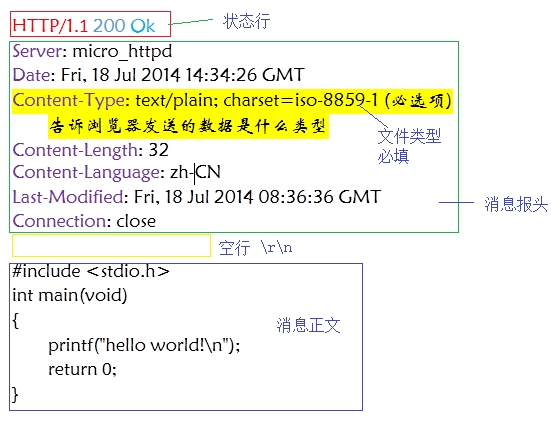 HTTP/1.1 200 Ok
状态行
Server: micro_httpd
Date: Fri, 18 Jul 2014 14:34:26 GMT
Content-Type: text/plain; charset=iso-8859-1 (必选项)
告诉浏览器发送的数据是什么类型
文件类型
必填
Content-Length: 32
Content-Language: zh-CN
Last-Modified: Fri, 18 Jul 2014 08:36:36 GMT
消息报头
Connection: close
空行 \r\n
#include <stdio.h>
int main(void)
{
消息正文
printf("hello world!\n");
return 0;
}